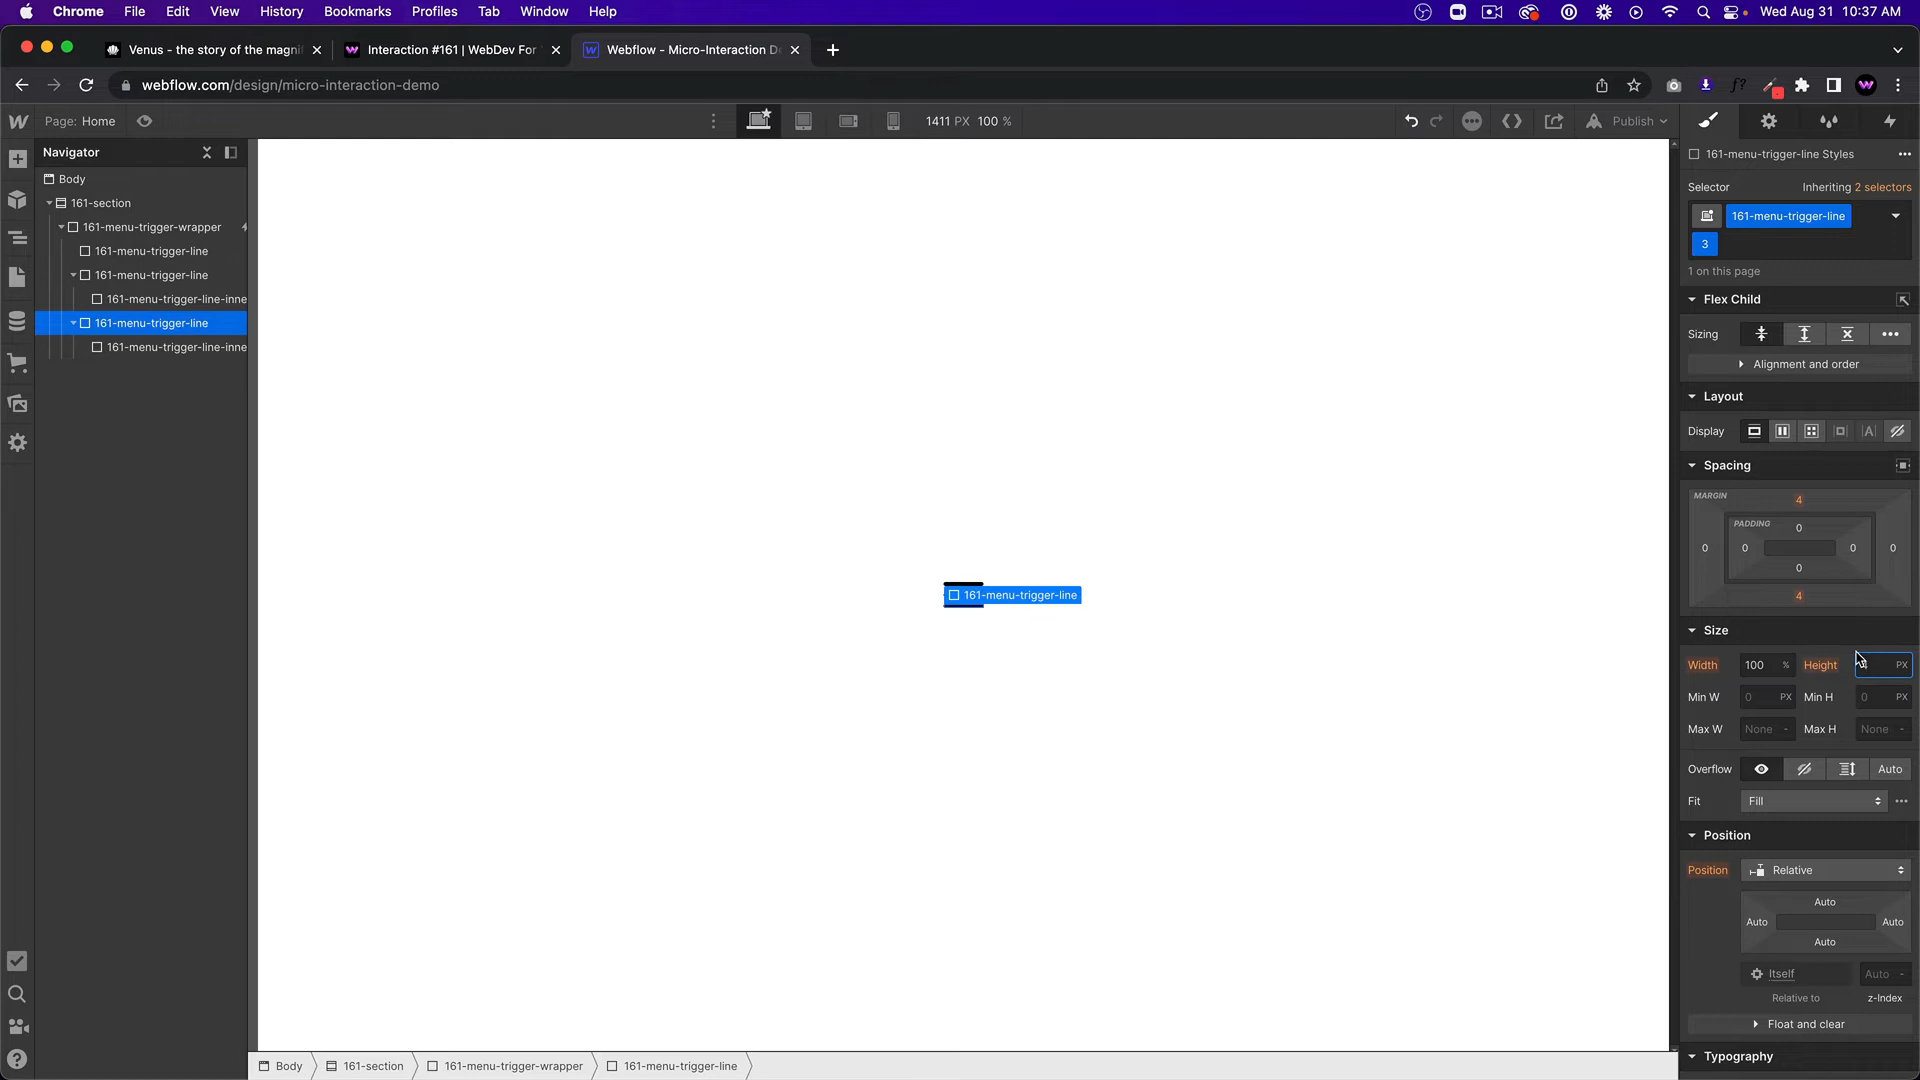 Chrome File Edit View History Bookmarks Profiles Tab Window Help
Wed Aug 31 10:37 AM
Venus - the story of the magni
Interaction #161 | WebDev For
Webflow - Micro-Interaction D
webflow.com/design/micro-interaction-demo
Page: Home
1411 PX 100 %
Publish
Navigator
Body
161-section
161-menu-trigger-wrapper
161-menu-trigger-line
161-menu-trigger-line
161-menu-trigger-line-inne
161-menu-trigger-line
161-menu-trigger-line-inne
161-menu-trigger-line
161-menu-trigger-line Styles
Selector Inheriting 2 selectors
161-menu-trigger-line
3
1 on this page
Flex Child
Sizing
Alignment and order
Layout
Display
Spacing
MARGIN 4
PADDING 0
0 0 0 0
0
4
Size
Width 100 % Height PX
Min W 0 PX Min H 0 PX
Max W None - Max H None -
Overflow Auto
Fit Fill
Position
Position Relative
Auto
Auto Auto
Auto
Itself Auto -
Relative to z-Index
Float and clear
Typography
Body 161-section 161-menu-trigger-wrapper 161-menu-trigger-line